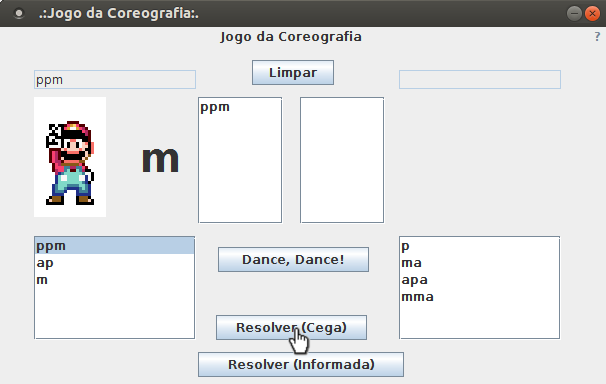 .:Jogo da Coreografia:.
Jogo da Coreografia
?
Limpar
ppm
m
ppm
ppm
ap
m
Dance, Dance!
Resolver (Cega)
Resolver (Informada)
p
ma
apa
mma